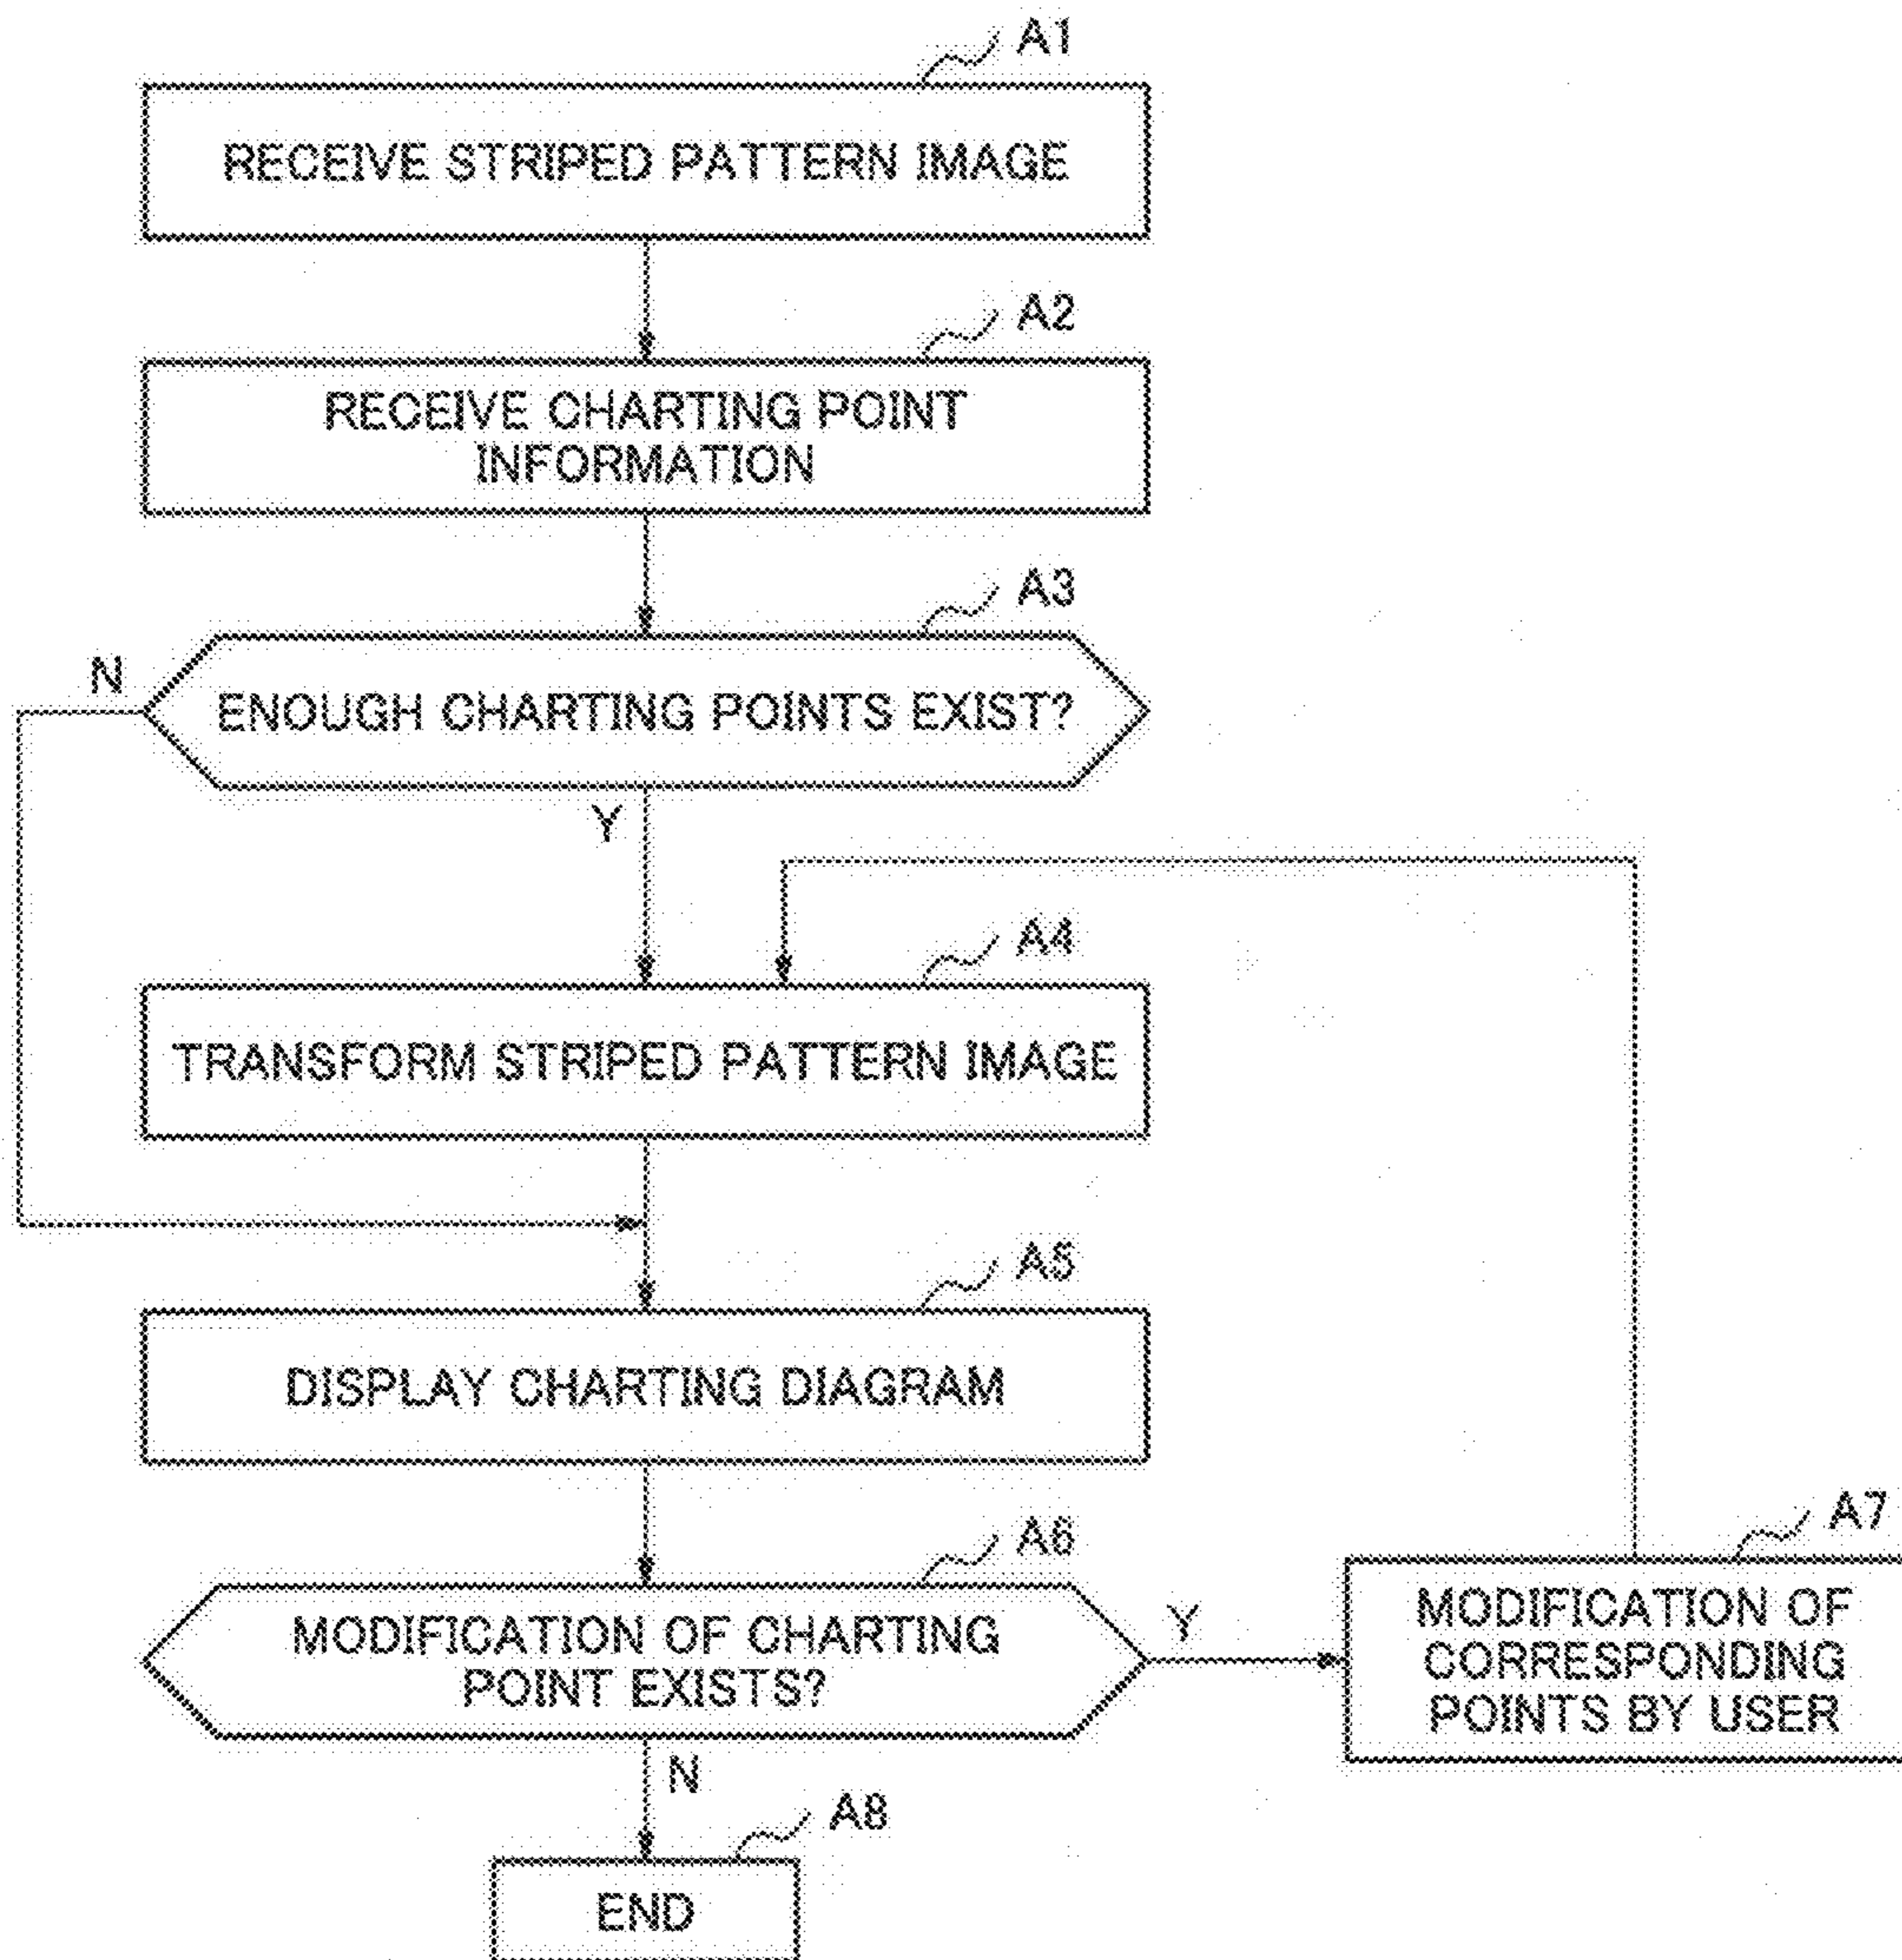 A1
RECEIVE STRIPED PATTERN IMAGE
A2
RECEIVE CHARTING POINT
INFORMATION
A3
N
ENOUGH CHARTING POINTS EXIST?
Y
A4
TRANSFORM STRIPED PATTERN IMAGE
A5
DISPLAY CHARTING DIAGRAM
A6
MODIFICATION OF CHARTING
POINT EXISTS?
Y
A7
MODIFICATION OF
CORRESPONDING
POINTS BY USER
N
A8
END